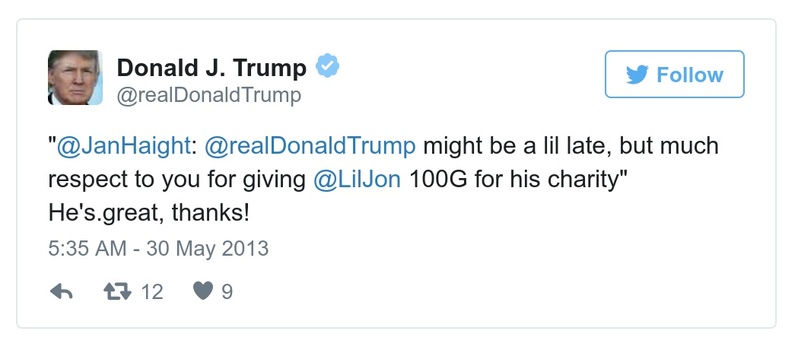 Donald J. Trump
@realDonaldTrump
Follow
"@JanHaight: @realDonaldTrump might be a lil late, but much
respect to you for giving @LilJon 100G for his charity"
He's.great, thanks!
5:35 AM - 30 May 2013
12 9